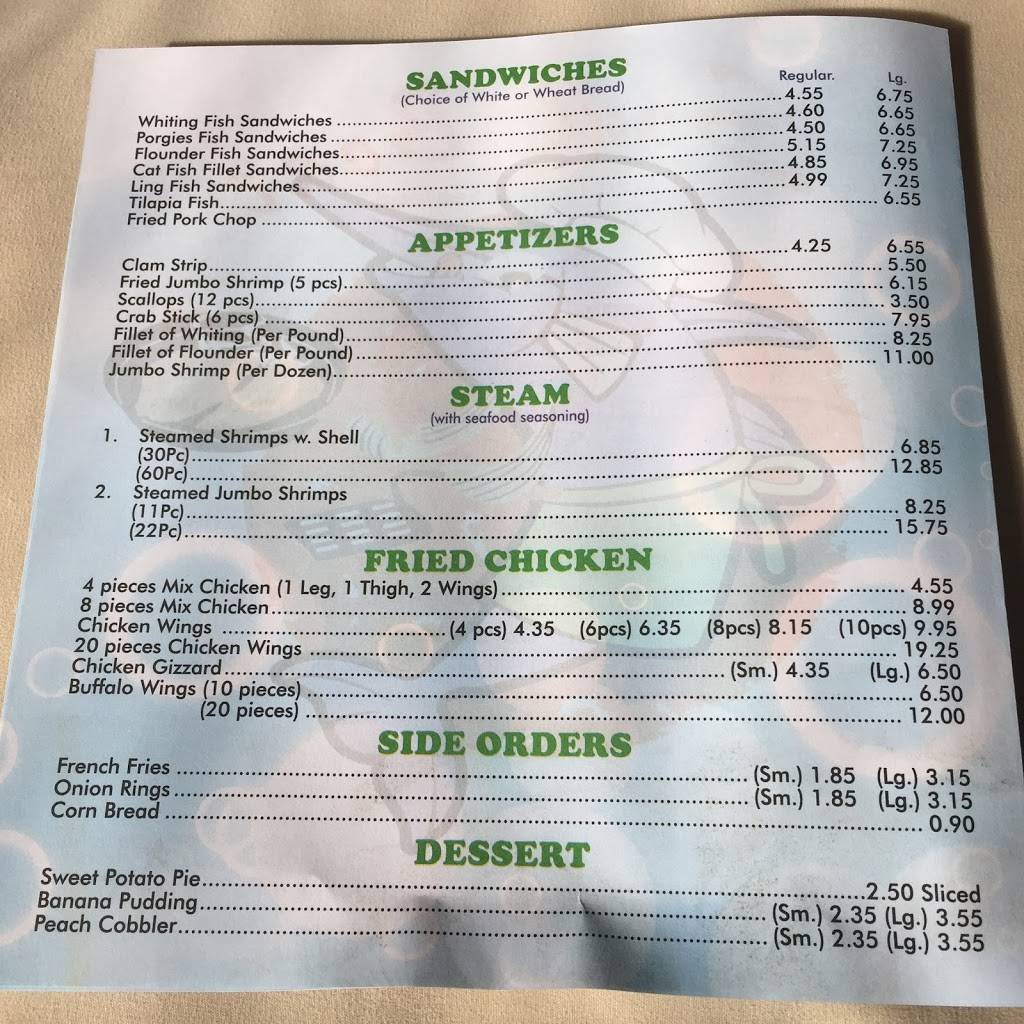 SANDWICHES
(Choice of White or Wheat Bread)
Regular. Lg.
Whiting Fish Sandwiches 4.55 6.75
Porgies Fish Sandwiches 4.60 6.65
Flounder Fish Sandwiches 4.50 6.65
Cat Fish Fillet Sandwiches 5.15 7.25
Ling Fish Sandwiches 4.85 6.95
Tilapia Fish 4.99 7.25
Fried Pork Chop 6.55
APPETIZERS
Clam Strip 4.25 6.55
Fried Jumbo Shrimp (5 pcs) 5.50
Scallops (12 pcs) 6.15
Crab Stick (6 pcs) 3.50
Fillet of Whiting (Per Pound) 7.95
Fillet of Flounder (Per Pound) 8.25
Jumbo Shrimp (Per Dozen) 11.00
STEAM
(with seafood seasoning)
1. Steamed Shrimps w. Shell
(30Pc) 6.85
(60Pc) 12.85
2. Steamed Jumbo Shrimps
(11Pc) 8.25
(22Pc) 15.75
FRIED CHICKEN
4 pieces Mix Chicken (1 Leg, 1 Thigh, 2 Wings) 4.55
8 pieces Mix Chicken 8.99
Chicken Wings (4 pcs) 4.35 (6pcs) 6.35 (8pcs) 8.15 (10pcs) 9.95
20 pieces Chicken Wings 19.25
Chicken Gizzard (Sm.) 4.35 (Lg.) 6.50
Buffalo Wings (10 pieces) 6.50
(20 pieces) 12.00
SIDE ORDERS
French Fries (Sm.) 1.85 (Lg.) 3.15
Onion Rings (Sm.) 1.85 (Lg.) 3.15
Corn Bread 0.90
DESSERT
Sweet Potato Pie 2.50 Sliced
Banana Pudding (Sm.) 2.35 (Lg.) 3.55
Peach Cobbler (Sm.) 2.35 (Lg.) 3.55